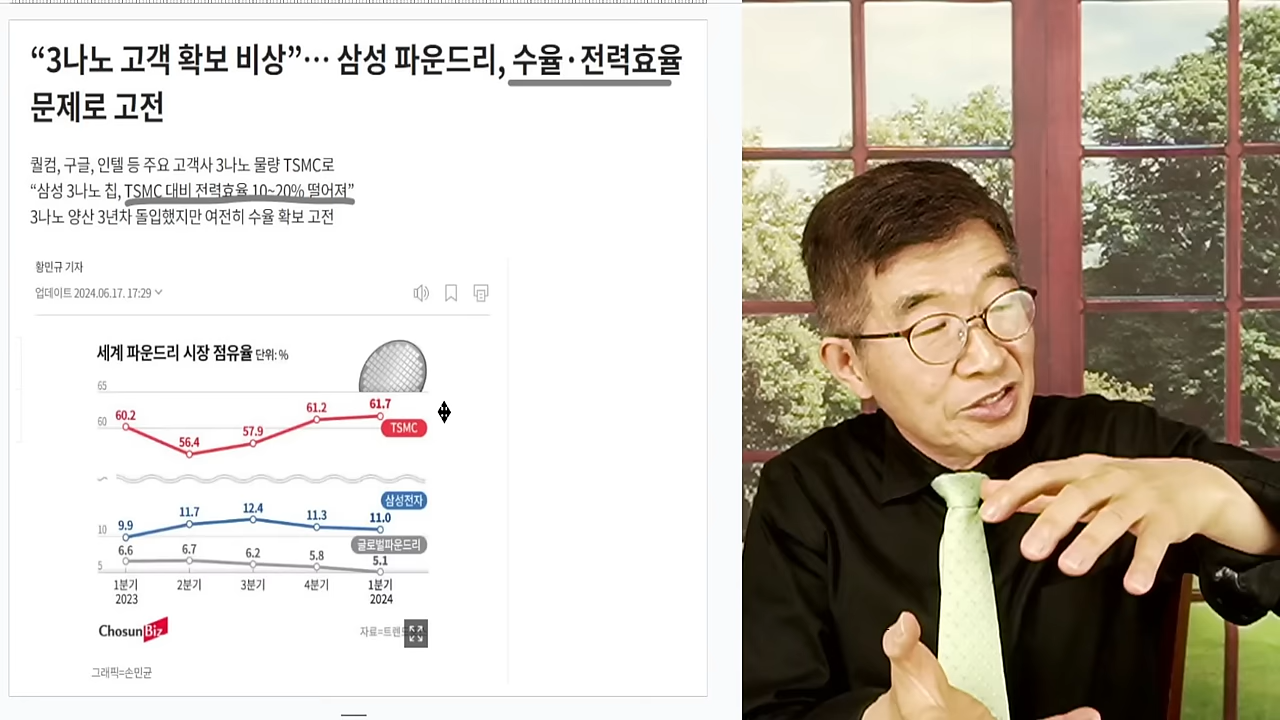 “3나노 고객 확보 비상”… 삼성 파운드리, 수율·전력효율
문제로 고전
퀄컴, 구글, 인텔 등 주요 고객사 3나노 물량 TSMC로
“삼성 3나노 칩, TSMC 대비 전력효율 10~20% 떨어져”
3나노 양산 3년차 돌입했지만 여전히 수율 확보 고전
황민규 기자
업데이트 2024.06.17. 17:29
세계 파운드리 시장 점유율 단위: %
65
60
60.2
56.4
57.9
61.2
61.7
TSMC
삼성전자
10
9.9
11.7
12.4
11.3
11.0
글로벌파운드리
5
6.6
6.7
6.2
5.8
5.1
1분기 2분기 3분기 4분기 1분기
2023 2024
ChosunBiz
자료=트렌드
그래픽=손민균